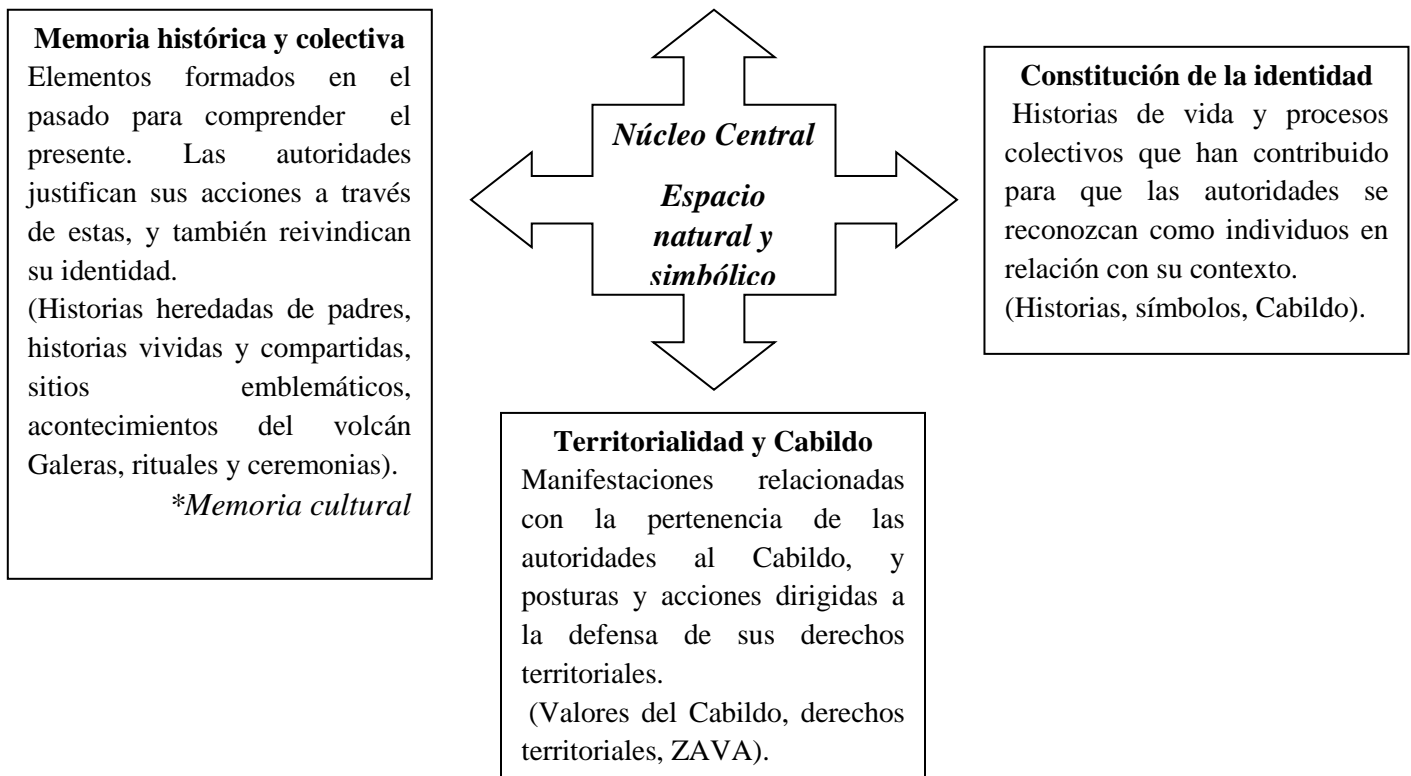 Memoria histórica y colectiva
Elementos formados en el
pasado para comprender el
presente. Las autoridades
justifican sus acciones a través
de estas, y también reivindican
su identidad.
(Historias heredadas de padres,
historias vividas y compartidas,
sitios emblemáticos,
acontecimientos del volcán
Galeras, rituales y ceremonias).
*Memoria cultural
Núcleo Central
Espacio
natural y
simbólico
Constitución de la identidad
Historias de vida y procesos
colectivos que han contribuido
para que las autoridades se
reconozcan como individuos en
relación con su contexto.
(Historias, símbolos, Cabildo).
Territorialidad y Cabildo
Manifestaciones relacionadas
con la pertenencia de las
autoridades al Cabildo, y
posturas y acciones dirigidas a
la defensa de sus derechos
territoriales.
(Valores del Cabildo, derechos
territoriales, ZAVA).